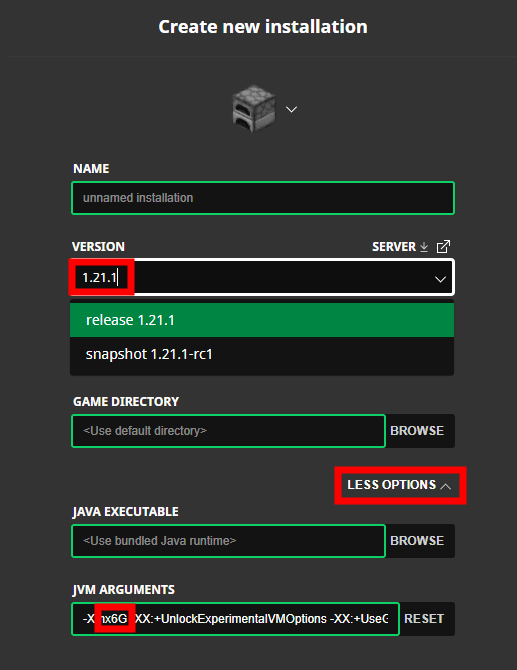 Create new installation
NAME
unnamed installation
VERSION
SERVER
1.21.1
release 1.21.1
snapshot 1.21.1-rc1
GAME DIRECTORY
<Use default directory>
BROWSE
LESS OPTIONS
JAVA EXECUTABLE
<Use bundled Java runtime>
BROWSE
JVM ARGUMENTS
-Xmx6G -XX:+UnlockExperimentalVMOptions -XX:+UseG
RESET